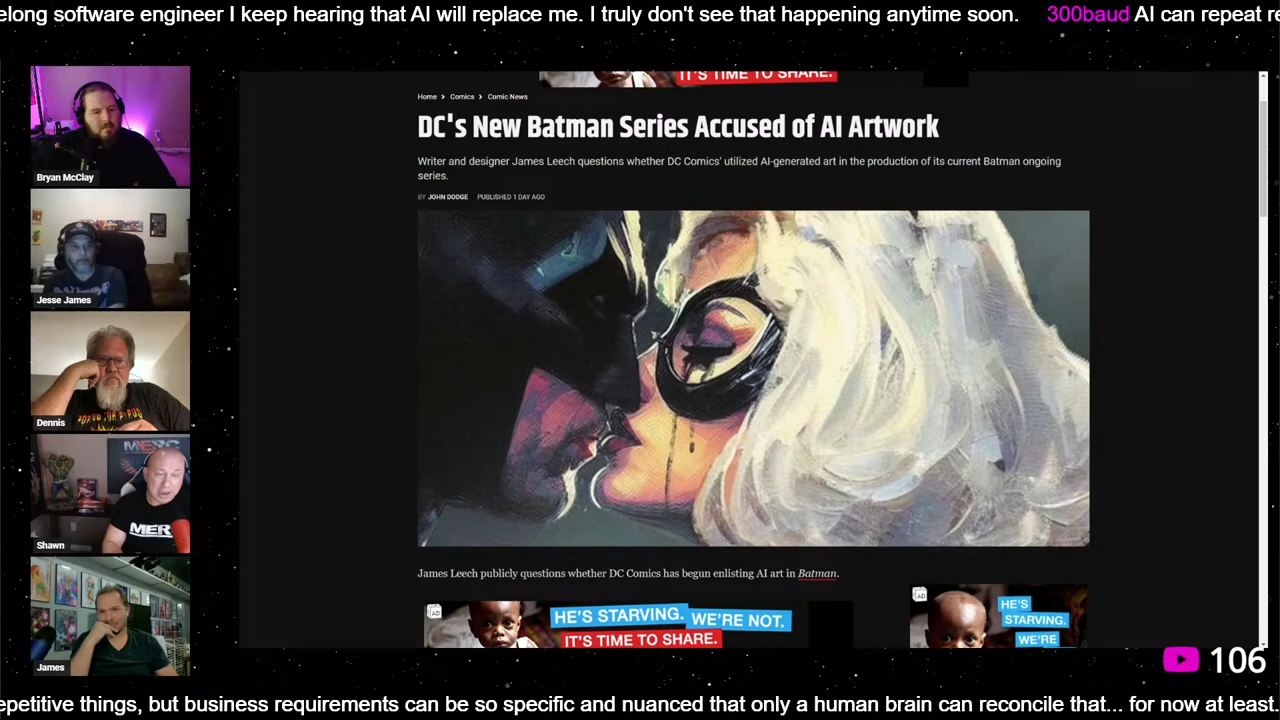 elong software engineer I keep hearing that AI will replace me. I truly don't see that happening anytime soon. 300baud AI can repeat re
IT'S TIME TO SHARE.
Home > Comics > Comic News
DC's New Batman Series Accused of AI Artwork
Writer and designer James Leech questions whether DC Comics' utilized AI-generated art in the production of its current Batman ongoing
series.
BY JOHN DODGE PUBLISHED 1 DAY AGO
Bryan McClay
Jesse James
Dennis
MERC
MERC
Shawn
James
James Leech publicly questions whether DC Comics has begun enlisting AI art in Batman.
AD
HE'S STARVING. WE'RE NOT.
IT'S TIME TO SHARE.
AD
HE'S
STARVING.
WE'RE
106
epetitive things, but business requirements can be so specific and nuanced that only a human brain can reconcile that... for now at least.